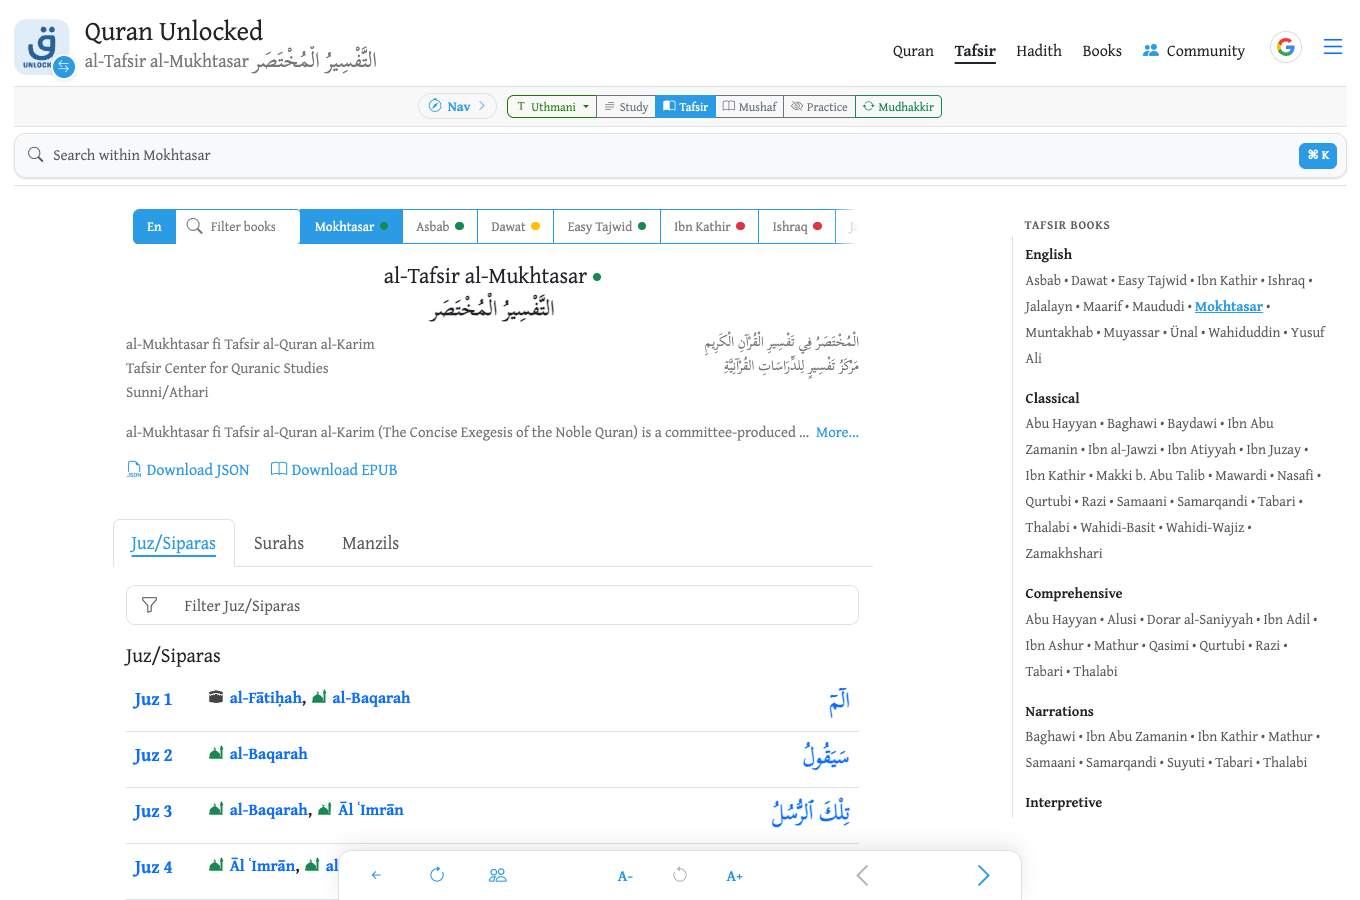 Quran Unlocked
al-Tafsir al-Mukhtasar التَّفْسِيرُ الْمُخْتَصَرَ
ق
UNLOCK
Quran Tafsir Hadith Books Community
Nav
T Uthmani Study Tafsir Mushaf Practice Mudhakkir
Search within Mokhtasar
⌘ K
En Filter books Mokhtasar Asbab Dawat Easy Tajwid Ibn Kathir Ishraq
al-Tafsir al-Mukhtasar
التَّفْسِيرُ الْمُخْتَصَر
al-Mukhtasar fi Tafsir al-Quran al-Karim
الْمُخْتَصَرُ فِي تَفْسِيرِ الْقُرْآنِ الْكَرِيمِ
Tafsir Center for Quranic Studies
مَرْكَزُ تَفْسِيرٍ لِلدِّرَاسَاتِ القُرْآنِيَّةِ
Sunni/Athari
al-Mukhtasar fi Tafsir al-Quran al-Karim (The Concise Exegesis of the Noble Quran) is a committee-produced ... More...
Download JSON Download EPUB
Juz/Siparas Surahs Manzils
Filter Juz/Siparas
Juz/Siparas
Juz 1 al-Fātiḥah, al-Baqarah الٓمٓ
Juz 2 al-Baqarah سَيَقُولُ
Juz 3 al-Baqarah, Āl ʿImrān تِلْكَ ٱلرُّسُلُ
Juz 4 Āl ʿImrān, al
A- A+
TAFSIR BOOKS
English
Asbab • Dawat • Easy Tajwid • Ibn Kathir • Ishraq •
Jalalayn • Maarif • Maududi • Mokhtasar •
Muntakhab • Muyassar • Ünal • Wahiduddin • Yusuf
Ali
Classical
Abu Hayyan • Baghawi • Baydawi • Ibn Abu
Zamanin • Ibn al-Jawzi • Ibn Atiyyah • Ibn Juzay •
Ibn Kathir • Makki b. Abu Talib • Mawardi • Nasafi •
Qurtubi • Razi • Samaani • Samarqandi • Tabari •
Thalabi • Wahidi-Basit • Wahidi-Wajiz •
Zamakhshari
Comprehensive
Abu Hayyan • Alusi • Dorar al-Saniyyah • Ibn Adil •
Ibn Ashur • Mathur • Qasimi • Qurtubi • Razi •
Tabari • Thalabi
Narrations
Baghawi • Ibn Abu Zamanin • Ibn Kathir • Mathur •
Samaani • Samarqandi • Suyuti • Tabari • Thalabi
Interpretive